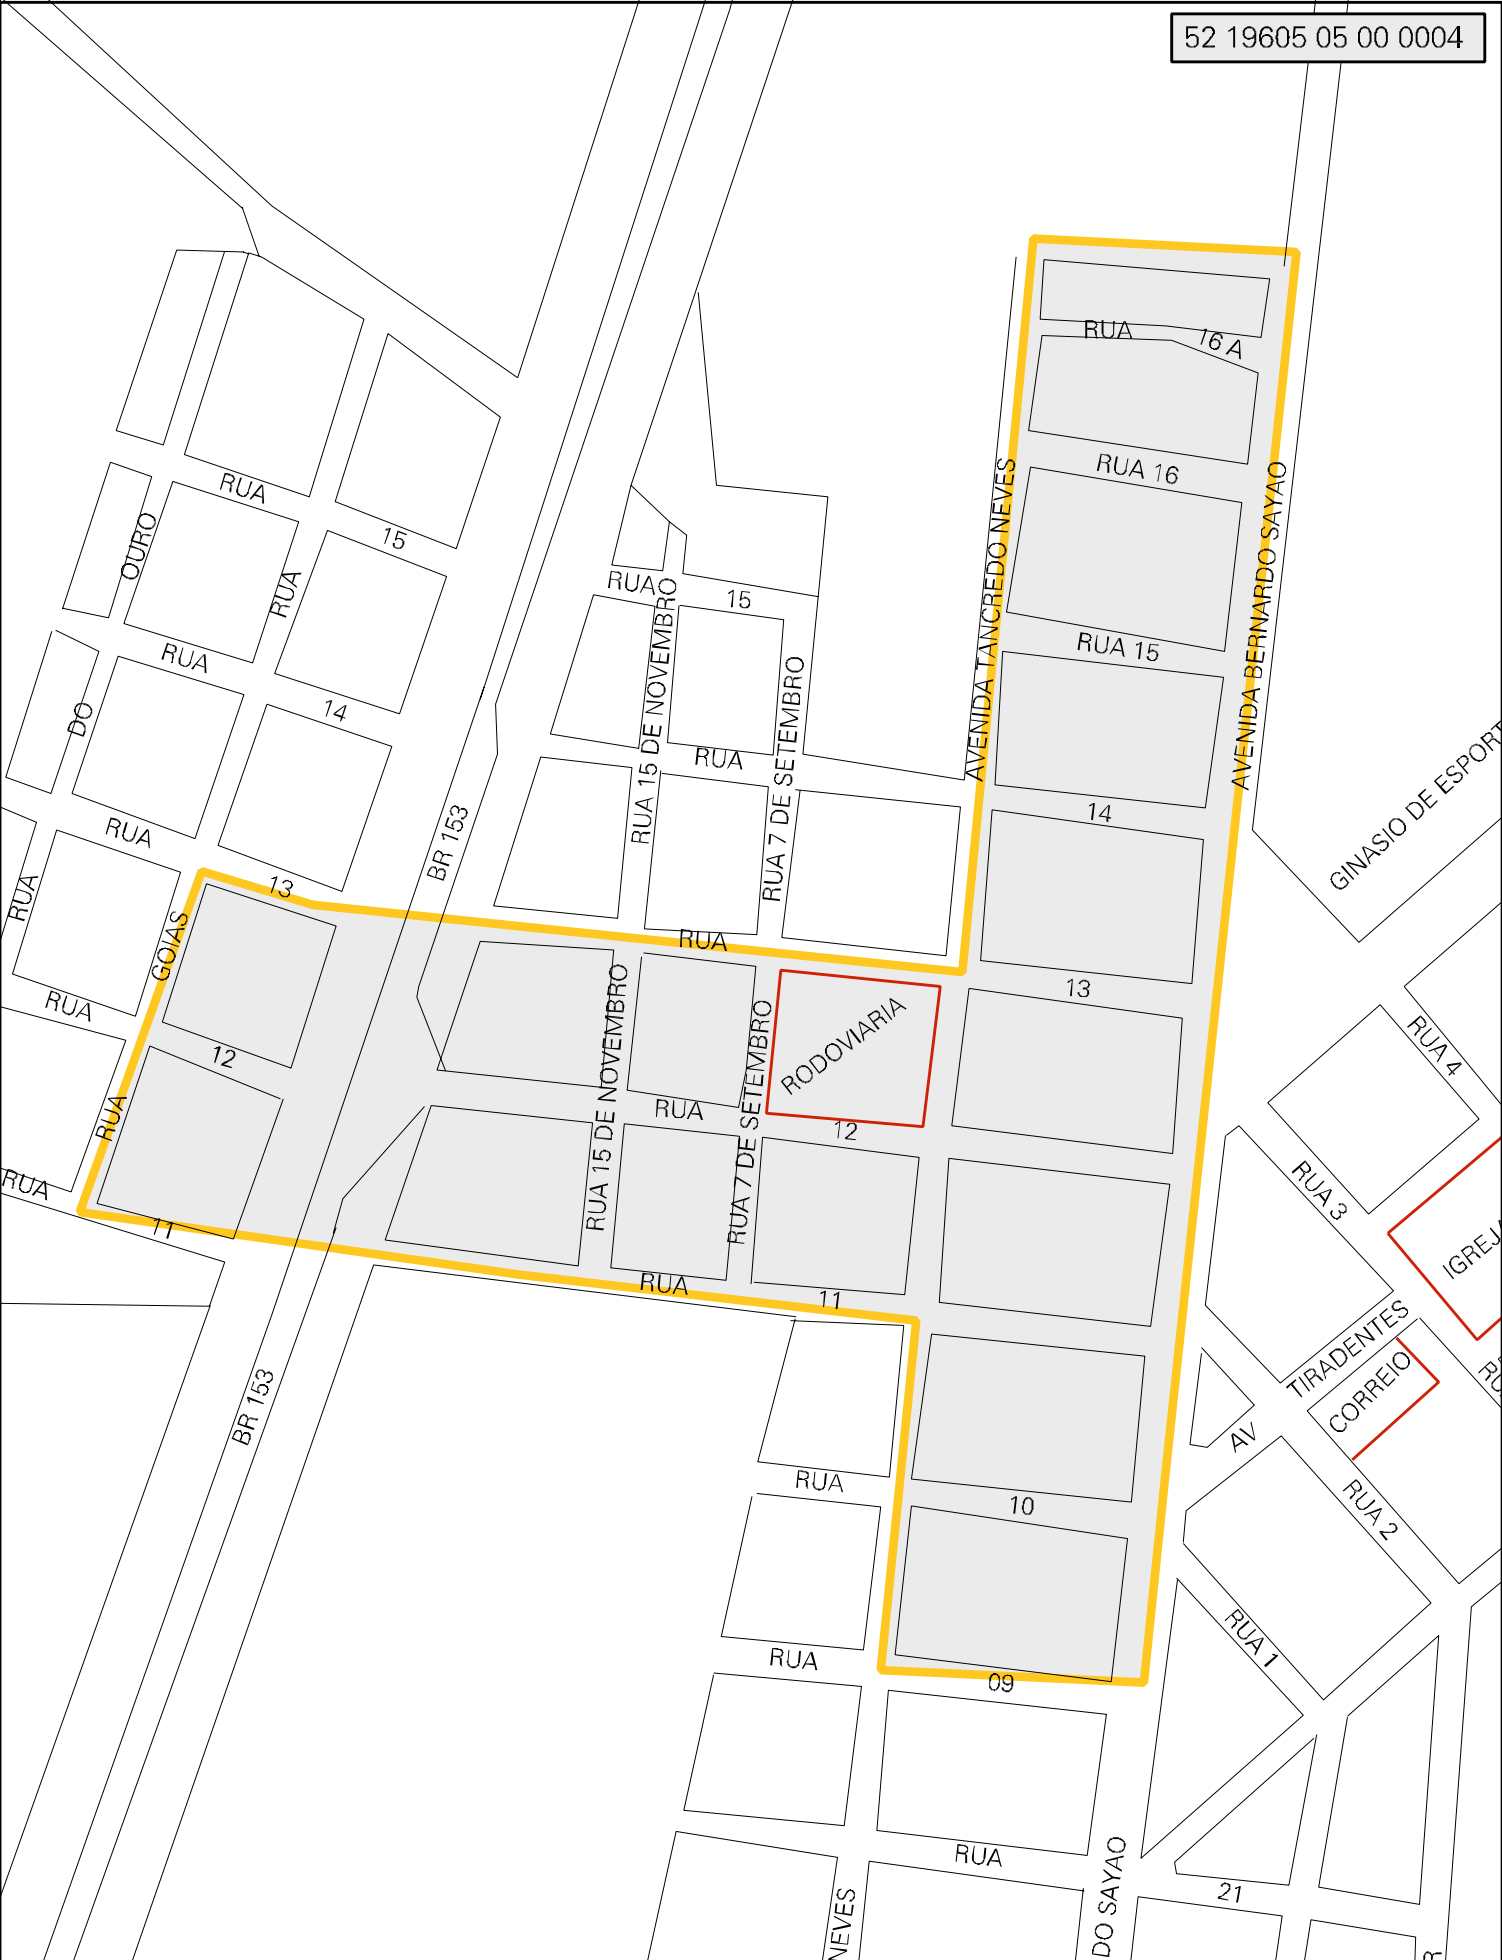 52 19605 05 00 0004
RUA 16 A
RUA 16
AVENIDA TANCREDO NEVES
AVENIDA BERNARDO SAYAO
RUA
OURO
15
RUA
RUA
15
RUA 15 DE NOVEMBRO
RUA 7 DE SETEMBRO
RUA 15
RUA
DO
14
RUA
14
GINASIO DE ESPORT
RUA
BR 153
13
RUA
GOIAS
RUA
13
RUA
RUA 15 DE NOVEMBRO
RUA 7 DE SETEMBRO
RODOVIARIA
RUA 4
12
RUA
RUA
12
RUA
RUA 3
11
RUA
11
IGREJA
TIRADENTES
AV
CORREIO
BR 153
RUA
10
RUA 2
RUA 1
RUA
09
RUA
21
NEVES
DO SAYAO